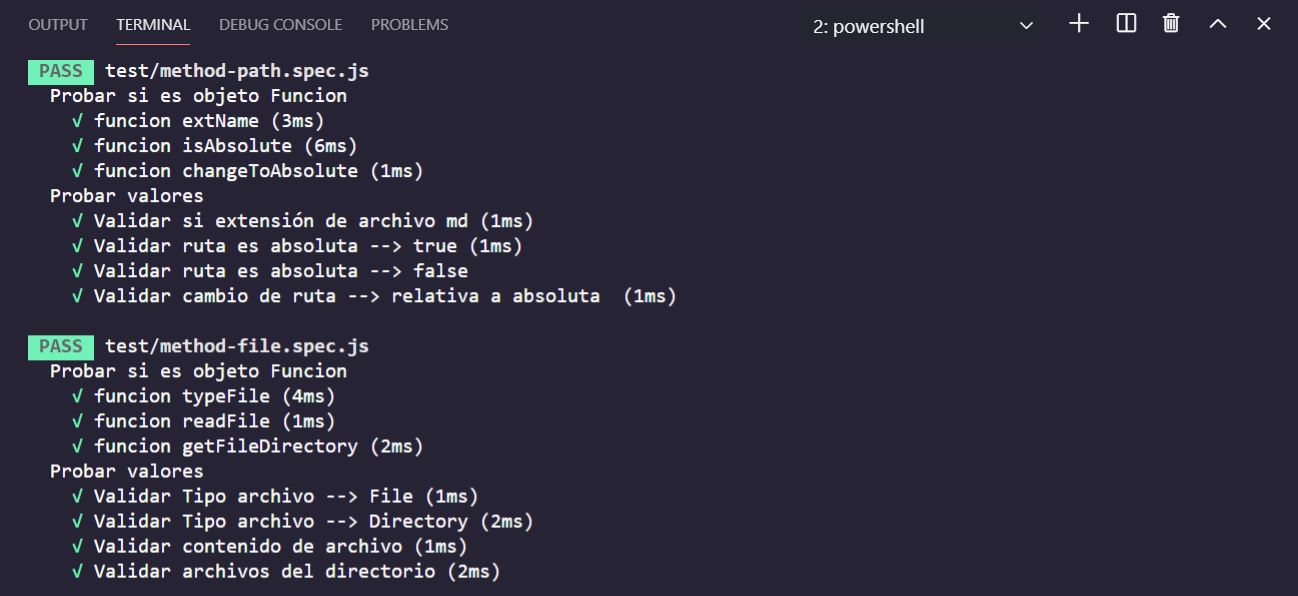 OUTPUT TERMINAL DEBUG CONSOLE PROBLEMS 2: powershell
PASS test/method-path.spec.js
Probar si es objeto Funcion
√ funcion extName (3ms)
√ funcion isAbsolute (6ms)
√ funcion changeToAbsolute (1ms)
Probar valores
√ Validar si extensión de archivo md (1ms)
√ Validar ruta es absoluta --> true (1ms)
√ Validar ruta es absoluta --> false
√ Validar cambio de ruta --> relativa a absoluta  (1ms)
PASS test/method-file.spec.js
Probar si es objeto Funcion
√ funcion typeFile (4ms)
√ funcion readFile (1ms)
√ funcion getFileDirectory (2ms)
Probar valores
√ Validar Tipo archivo --> File (1ms)
√ Validar Tipo archivo --> Directory (2ms)
√ Validar contenido de archivo (1ms)
√ Validar archivos del directorio (2ms)